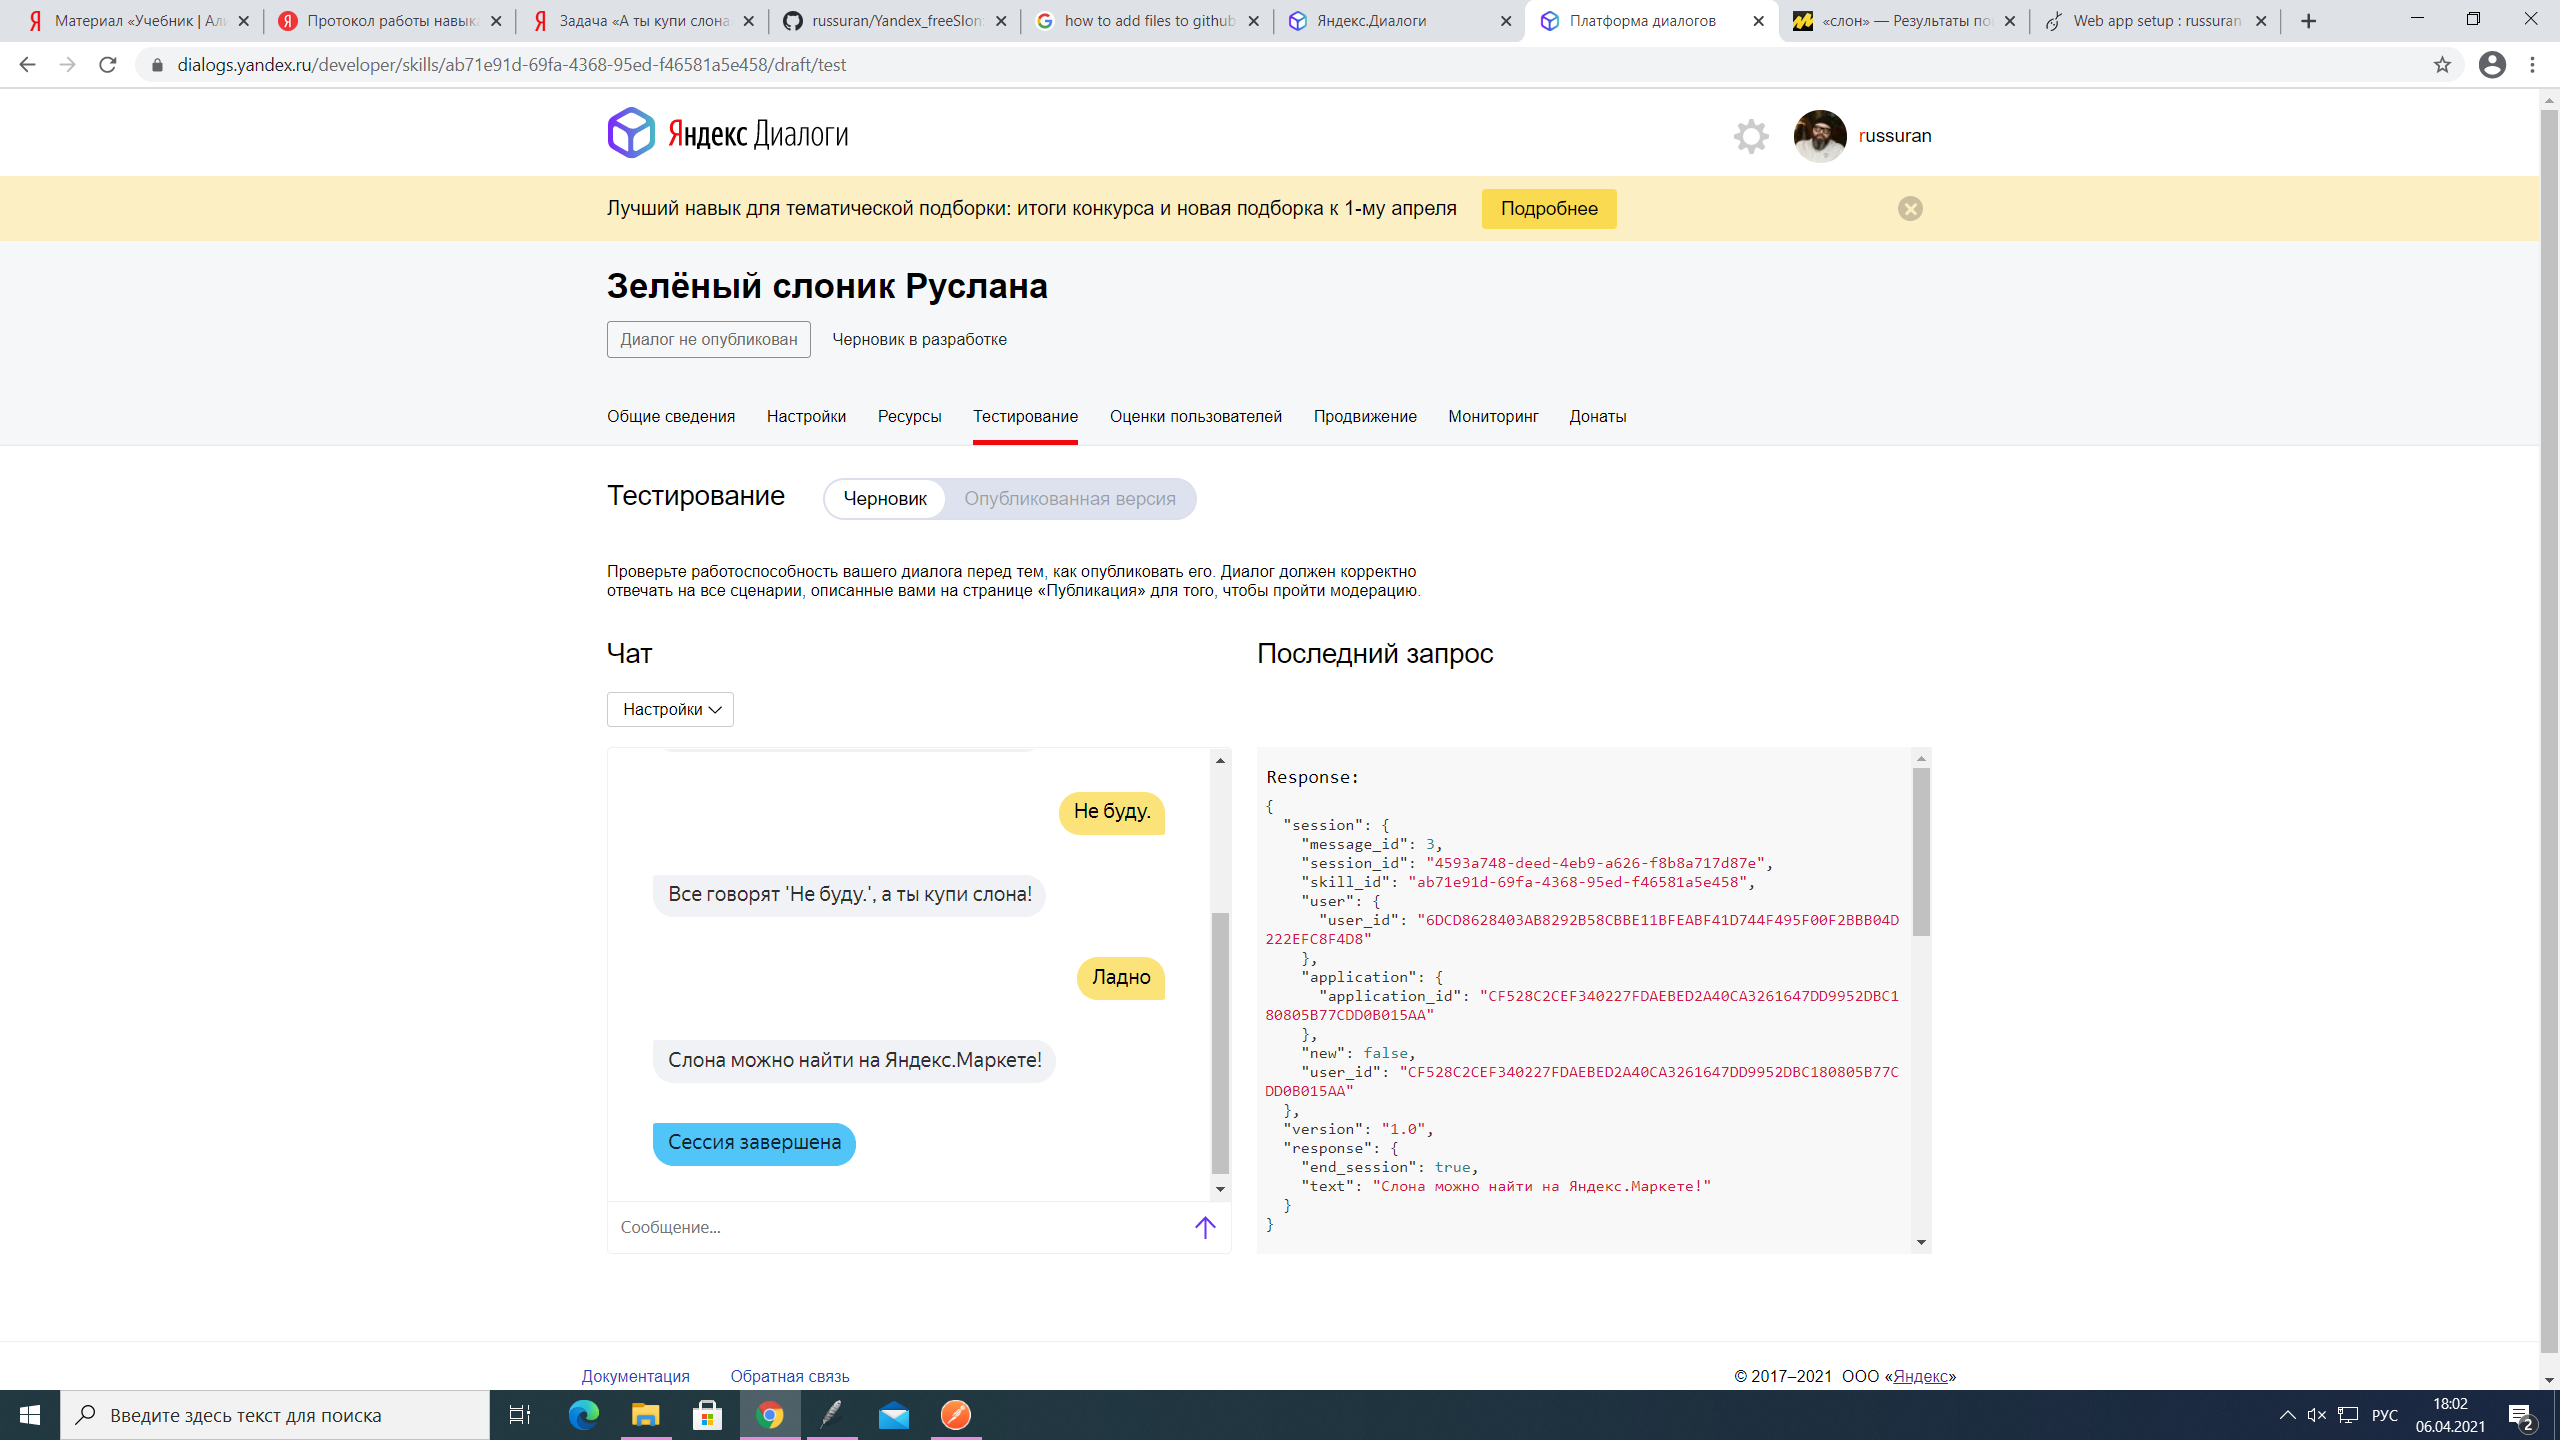 Материал «Учебник | Али
Протокол работы навыка
Задача «А ты купи слона
russuran/Yandex_freeSlon:
how to add files to github
Яндекс.Диалоги
Платформа диалогов
«слон» — Результаты по
Web app setup : russuran
dialogs.yandex.ru/developer/skills/ab71e91d-69fa-4368-95ed-f46581a5e458/draft/test
Яндекс Диалоги
russuran
Лучший навык для тематической подборки: итоги конкурса и новая подборка к 1-му апреля
Подробнее
Зелёный слоник Руслана
Диалог не опубликован
Черновик в разработке
Общие сведения
Настройки
Ресурсы
Тестирование
Оценки пользователей
Продвижение
Мониторинг
Донаты
Тестирование
Черновик
Опубликованная версия
Проверьте работоспособность вашего диалога перед тем, как опубликовать его. Диалог должен корректно
отвечать на все сценарии, описанные вами на странице «Публикация» для того, чтобы пройти модерацию.
Чат
Настройки
Не буду.
Все говорят 'Не буду.', а ты купи слона!
Ладно
Слона можно найти на Яндекс.Маркете!
Сессия завершена
Сообщение...
Последний запрос
Response:
{
"session": {
"message_id": 3,
"session_id": "4593a748-deed-4eb9-a626-f8b8a717d87e",
"skill_id": "ab71e91d-69fa-4368-95ed-f46581a5e458",
"user": {
"user_id": "6DCD8628403AB8292B58CBBE11BFEABF41D744F495F00F2BBB04D
222EFC8F4D8"
},
"application": {
"application_id": "CF528C2CEF340227FDAEBED2A40CA3261647DD9952DBC1
80805B77CDD0B015AA"
},
"new": false,
"user_id": "CF528C2CEF340227FDAEBED2A40CA3261647DD9952DBC180805B77C
DD0B015AA"
},
"version": "1.0",
"response": {
"end_session": true,
"text": "Слона можно найти на Яндекс.Маркете!"
}
}
Документация
Обратная связь
© 2017–2021 ООО «Яндекс»
Введите здесь текст для поиска
РУС
18:02
06.04.2021
2